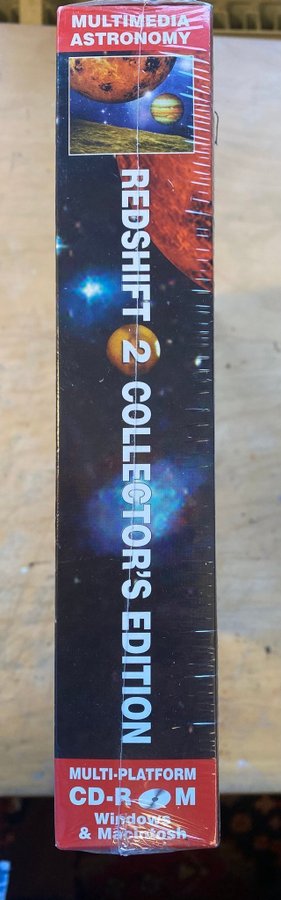 MULTIMEDIA
ASTRONOMY
REDSHIFT 2 COLLECTOR'S EDITION
MULTI-PLATFORM
CD-ROM
Windows
& Macintosh